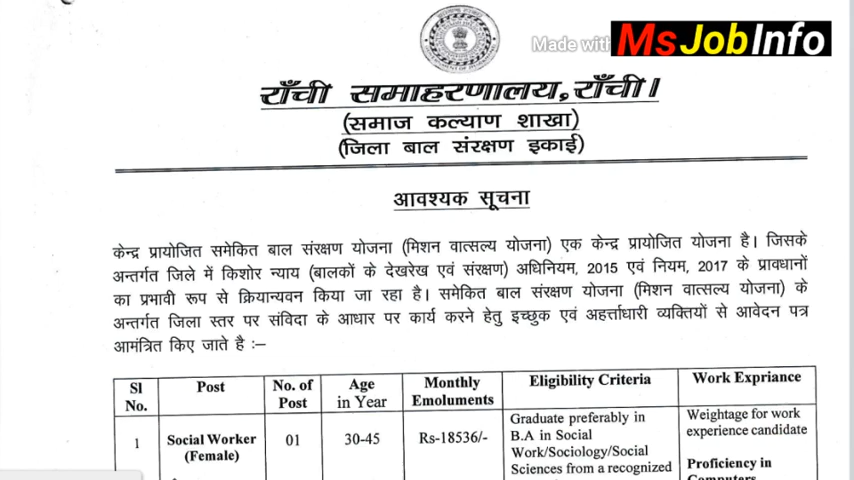 Made with
MsJobInfo
राँची समाहरणालय, राँची।
(समाज कल्याण शाखा)
(जिला बाल संरक्षण इकाई)
आवश्यक सूचना
केन्द्र प्रायोजित समेकित बाल संरक्षण योजना (मिशन वात्सल्य योजना) एक केन्द्र प्रायोजित योजना है। जिसके
अन्तर्गत जिले में किशोर न्याय (बालकों के देखरेख एवं संरक्षण) अधिनियम, 2015 एवं नियम, 2017 के प्रावधानों
का प्रभावी रूप से क्रियान्यवन किया जा रहा है। समेकित बाल संरक्षण योजना (मिशन वात्सल्य योजना) के
अन्तर्गत जिला स्तर पर संविदा के आधार पर कार्य करने हेतु इच्छुक एवं अहर्त्ताधारी व्यक्तियों से आवेदन पत्र
आमंत्रित किए जाते है :–
Sl No. Post No. of Post Age in Year Monthly Emoluments Eligibility Criteria Work Expriance
1 Social Worker (Female) 01 30-45 Rs-18536/-
Graduate preferably in
B.A in Social
Work/Sociology/Social
Sciences from a recognized
Weightage for work
experience candidate
Proficiency in
Computers